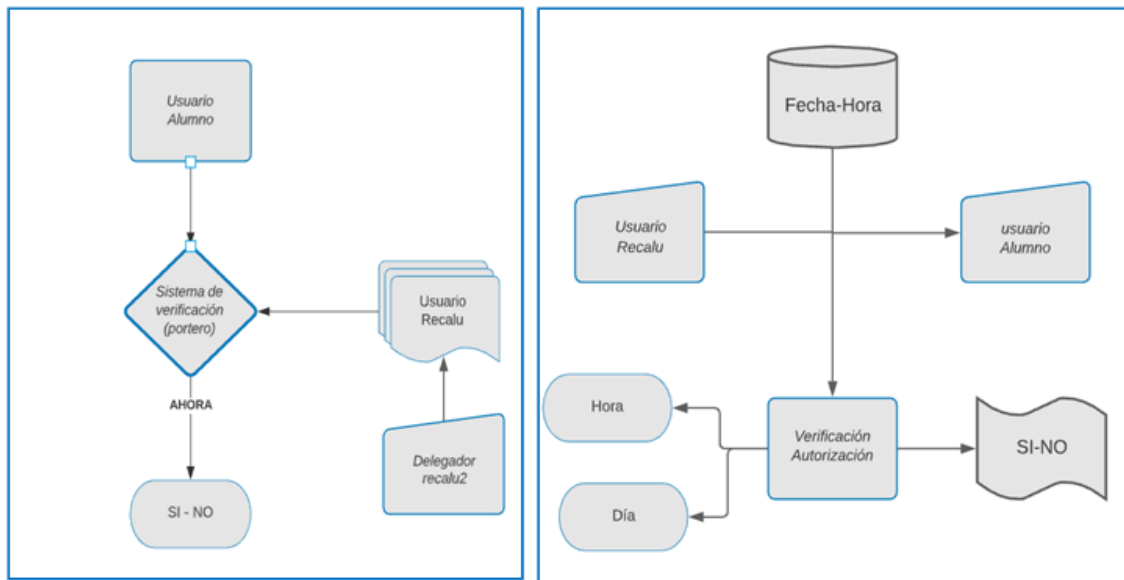 Usuario
Alumno
Sistema de
verificación
(portero)
Usuario
Recalu
AHORA
Delegador
recalu2
SI - NO
Fecha-Hora
Usuario
Recalu
usuario
Alumno
Hora
Verificación
Autorización
SI-NO
Día